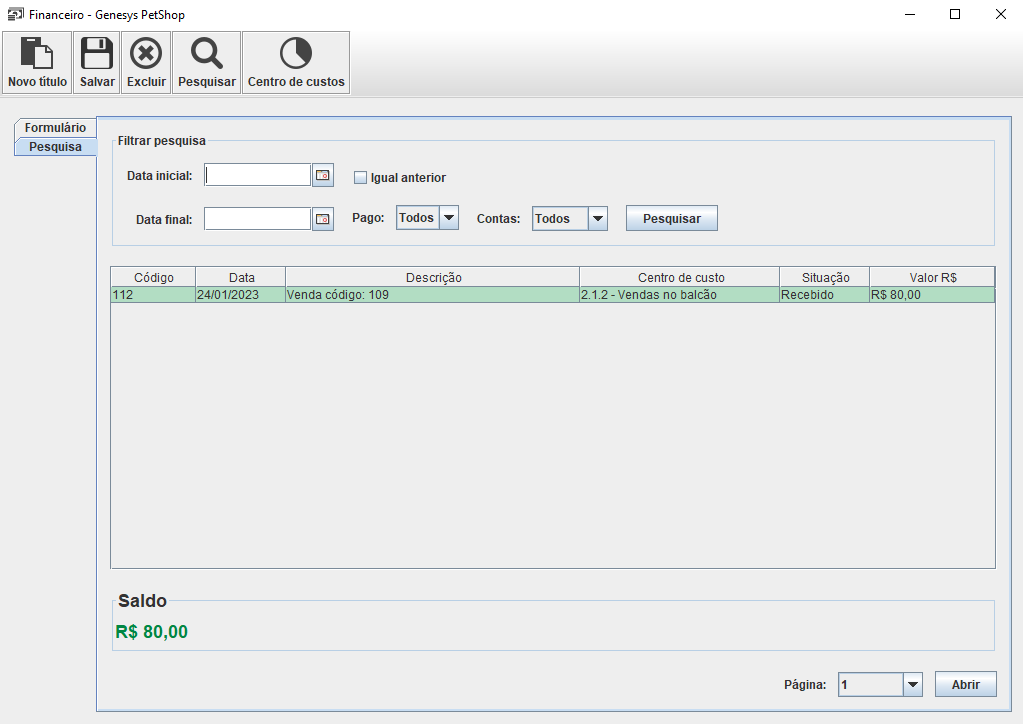 Financeiro - Genesys PetShop
Novo título Salvar Excluir Pesquisar Centro de custos
Formulário
Pesquisa
Filtrar pesquisa
Data inicial: Igual anterior
Data final: Pago: Todos Contas: Todos Pesquisar
Código Data Descrição Centro de custo Situação Valor R$
112 24/01/2023 Venda código: 109 2.1.2 - Vendas no balcão Recebido R$ 80,00
Saldo
R$ 80,00
Página: 1 Abrir